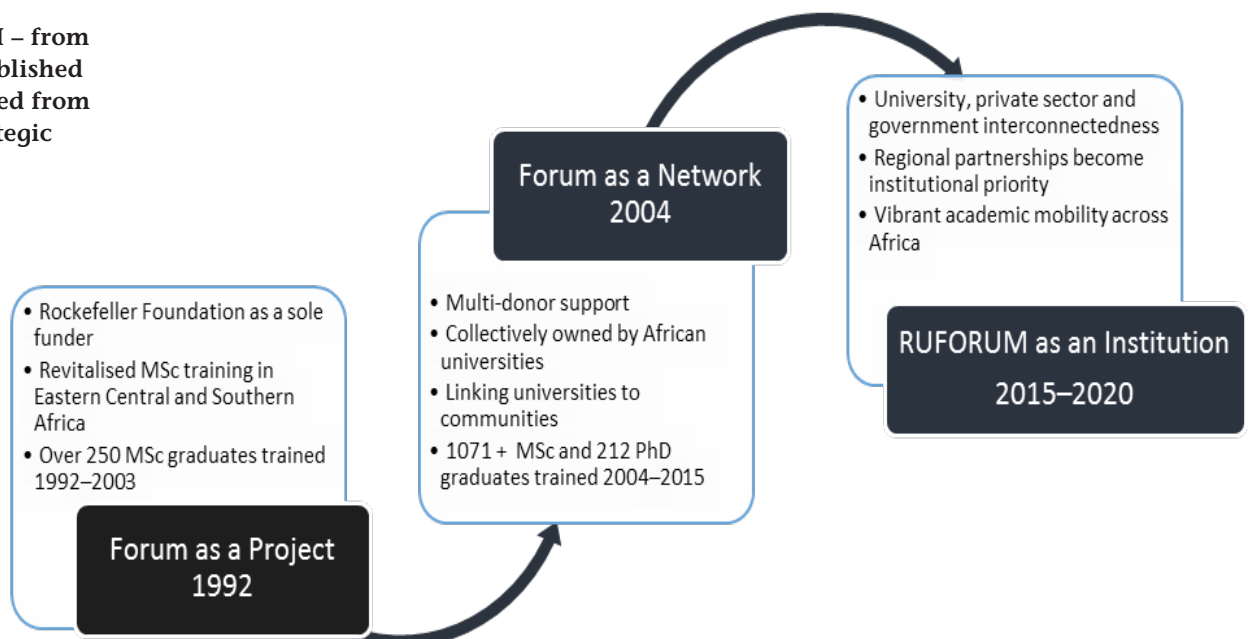 – from
blished
ed from
tegic
• Rockefeller Foundation as a sole
funder
• Revitalised MSc training in
Eastern Central and Southern
Africa
• Over 250 MSc graduates trained
1992–2003
Forum as a Project
1992
Forum as a Network
2004
• Multi-donor support
• Collectively owned by African
universities
• Linking universities to
communities
• 1071 + MSc and 212 PhD
graduates trained 2004–2015
• University, private sector and
government interconnectedness
• Regional partnerships become
institutional priority
• Vibrant academic mobility across
Africa
RUFORUM as an Institution
2015–2020